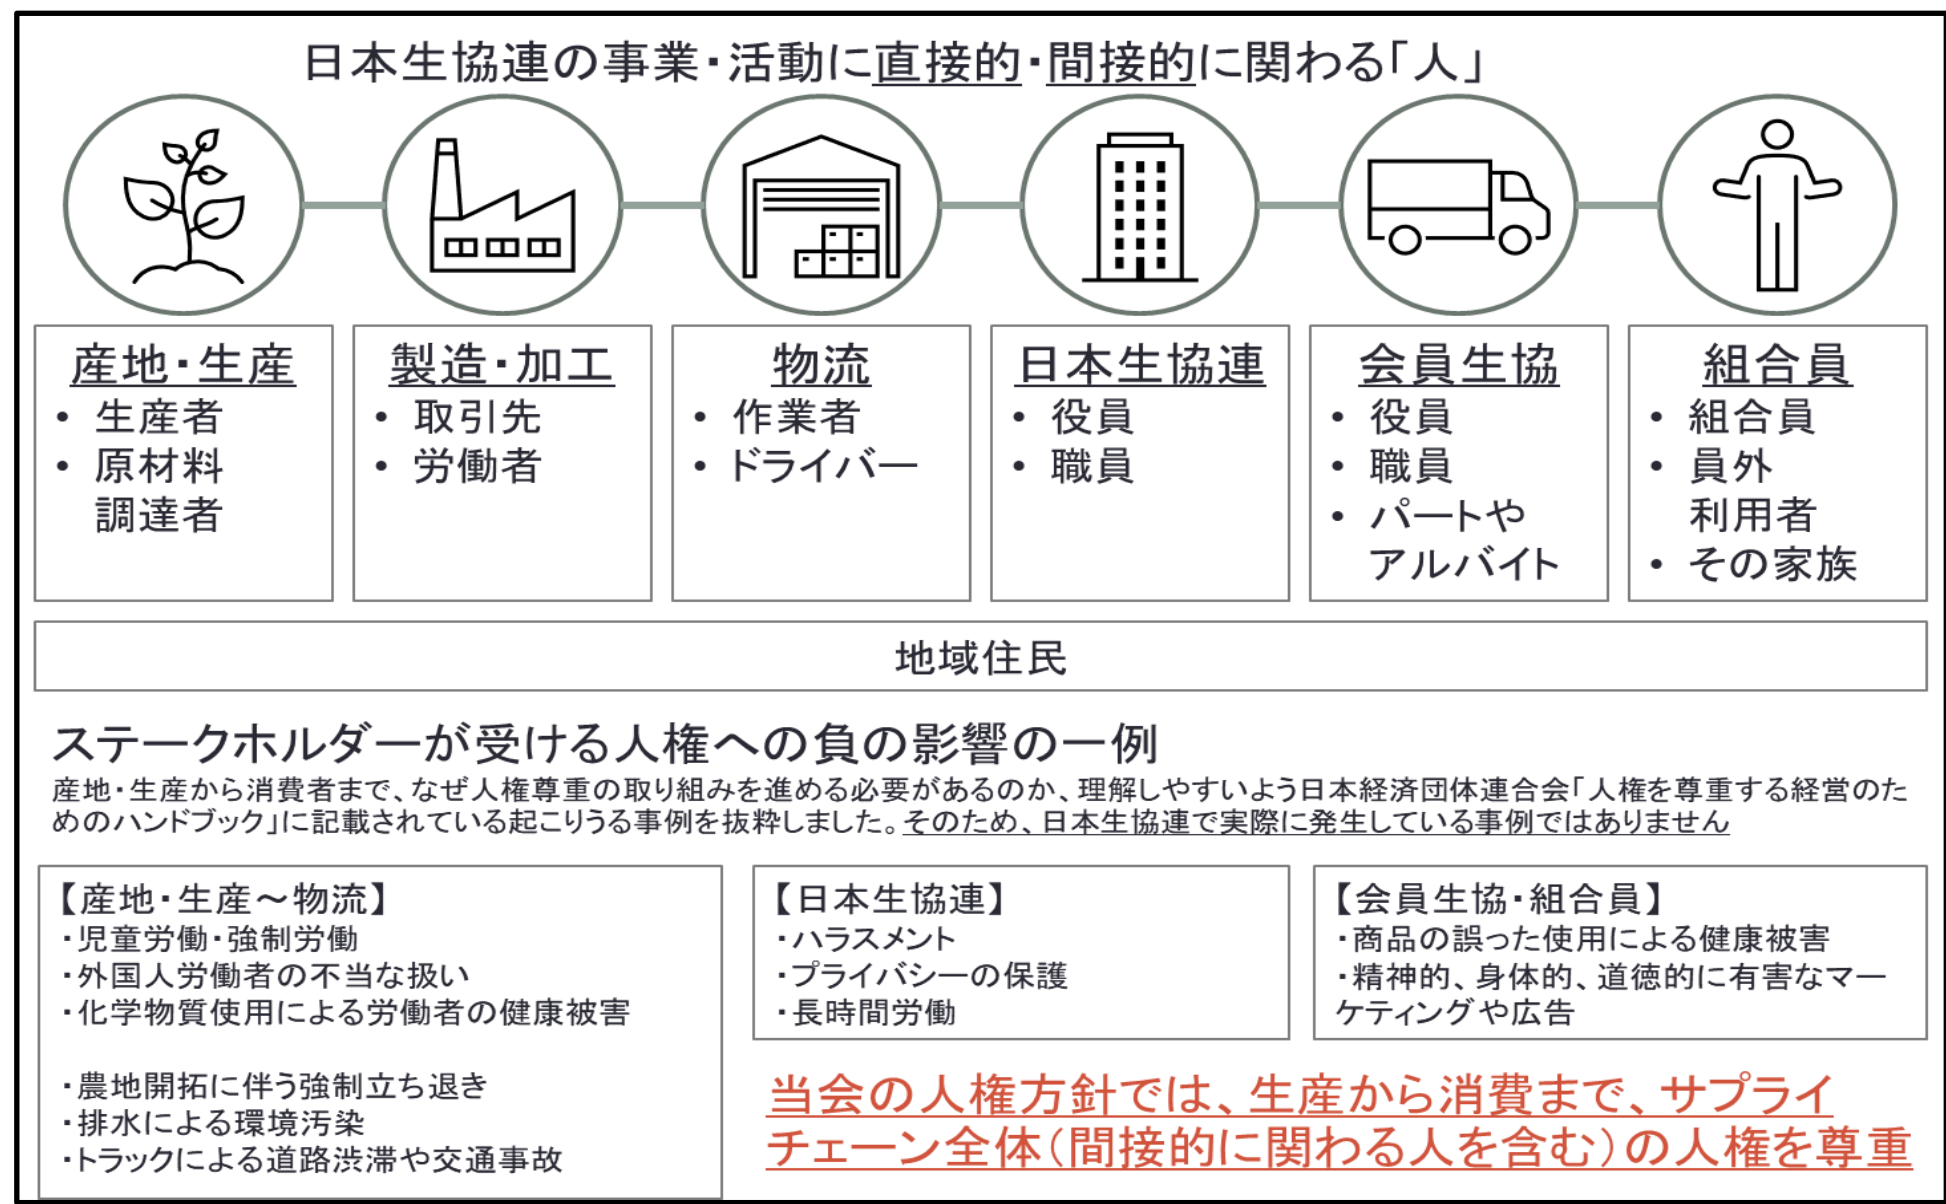 日本生協連の事業・活動に直接的・間接的に関わる「人」
産地・生産
• 生産者
• 原材料
調達者
製造・加工
• 取引先
• 労働者
物流
• 作業者
• ドライバー
日本生協連
• 役員
• 職員
会員生協
• 役員
• 職員
• パートや
アルバイト
組合員
• 組合員
• 員外
利用者
• その家族
地域住民
ステークホルダーが受ける人権への負の影響の一例
産地・生産から消費者まで、なぜ人権尊重の取り組みを進める必要があるのか、理解しやすいよう日本経済団体連合会「人権を尊重する経営のた
めのハンドブック」に記載されている起こりうる事例を抜粋しました。そのため、日本生協連で実際に発生している事例ではありません
【産地・生産～物流】
・児童労働・強制労働
・外国人労働者の不当な扱い
・化学物質使用による労働者の健康被害
・農地開拓に伴う強制立ち退き
・排水による環境汚染
・トラックによる道路渋滞や交通事故
【日本生協連】
・ハラスメント
・プライバシーの保護
・長時間労働
【会員生協・組合員】
・商品の誤った使用による健康被害
・精神的、身体的、道徳的に有害なマー
ケティングや広告
当会の人権方針では、生産から消費まで、サプライ
チェーン全体（間接的に関わる人を含む）の人権を尊重